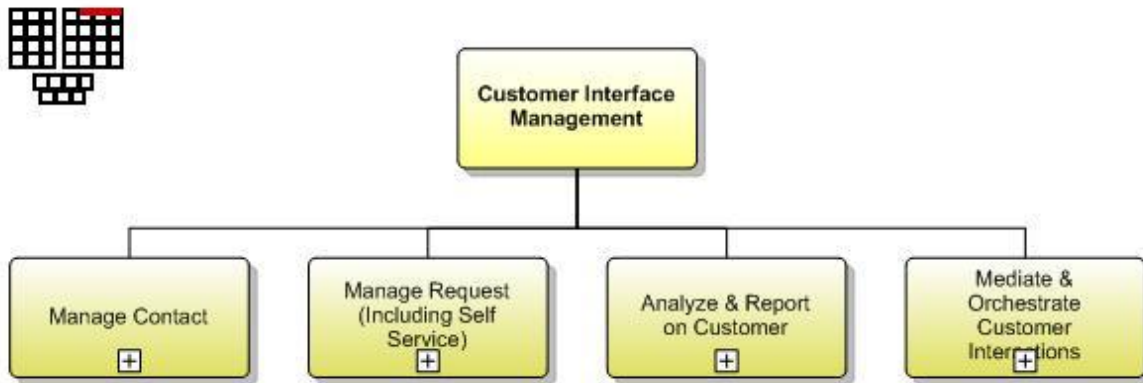 Customer Interface
Management
Manage Contact
Manage Request
(Including Self
Service)
Analyze & Report
on Customer
Mediate &
Orchestrate
Customer
Interactions